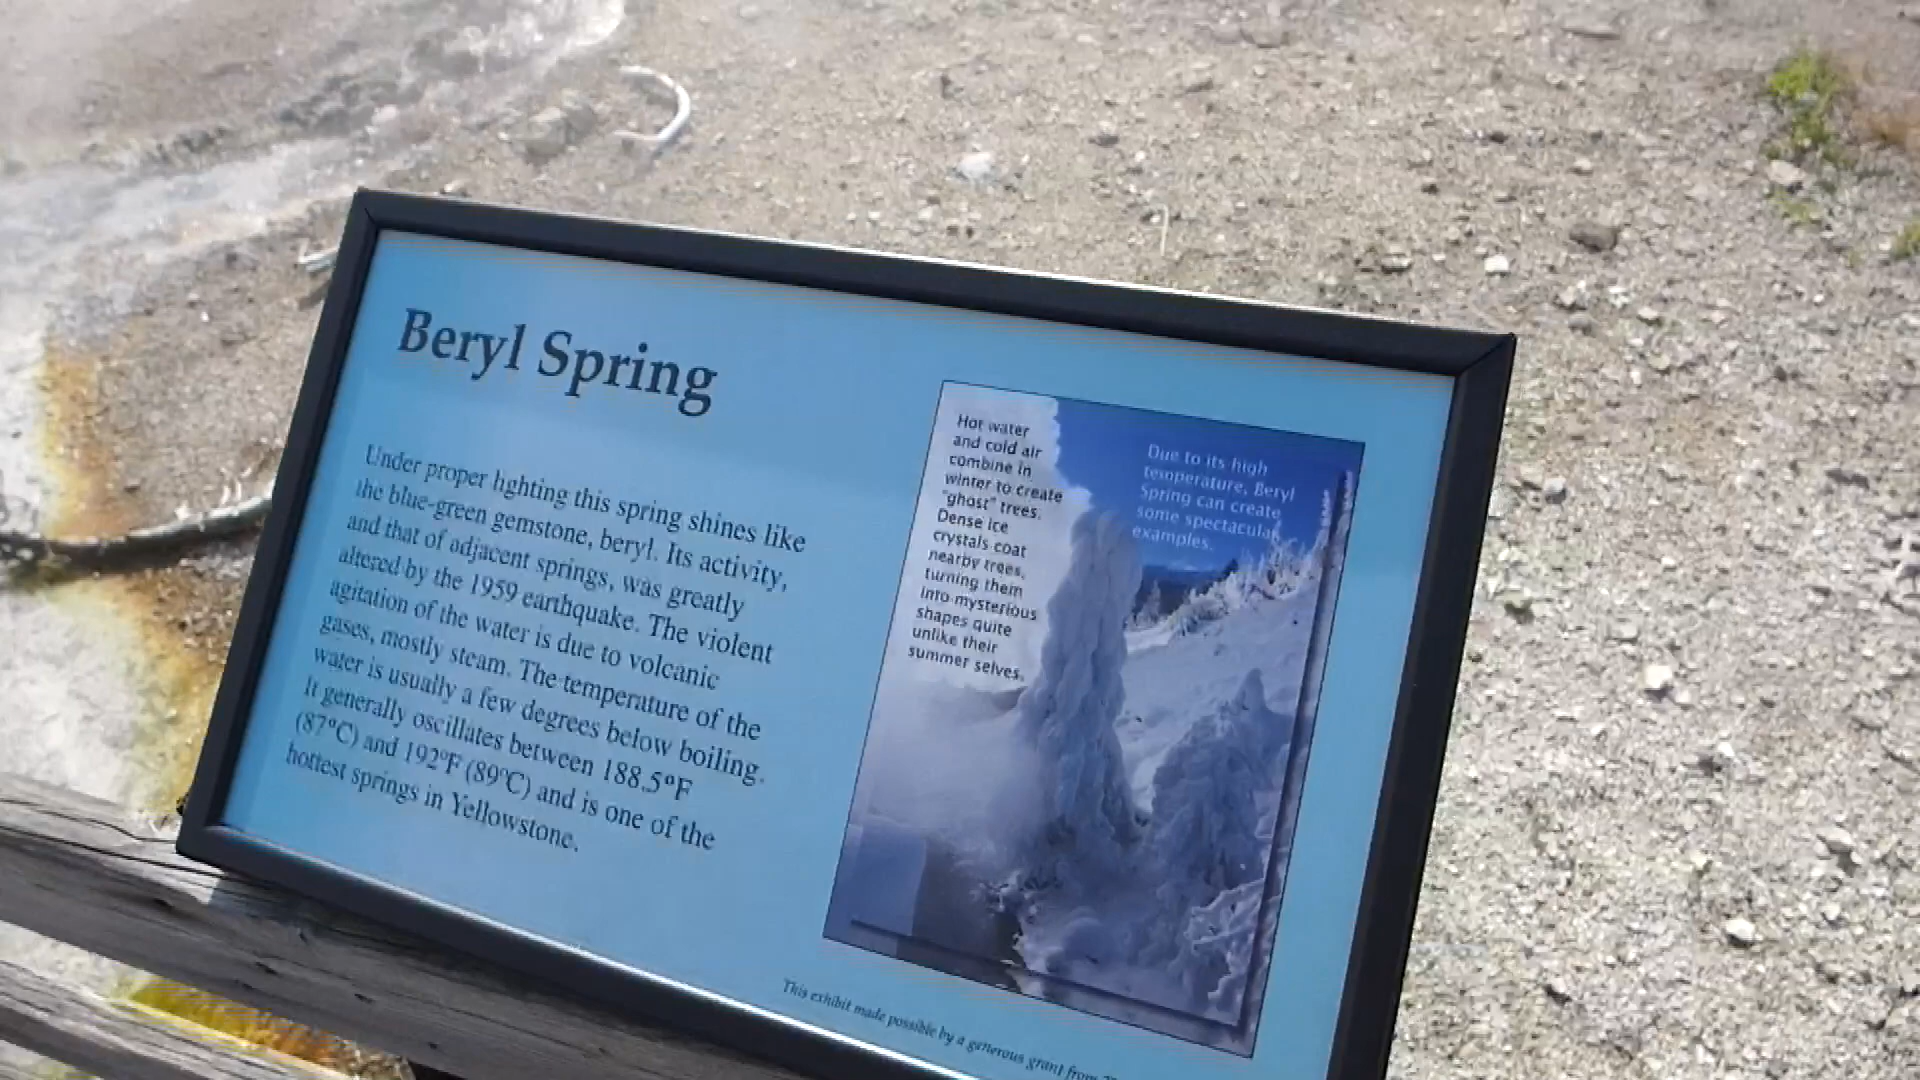 Beryl Spring
Under proper lighting this spring shines like
the blue-green gemstone, beryl. Its activity,
and that of adjacent springs, was greatly
altered by the 1959 earthquake. The violent
agitation of the water is due to volcanic
gases, mostly steam. The temperature of the
water is usually a few degrees below boiling.
It generally oscillates between 188.5°F
(87°C) and 192°F (89°C) and is one of the
hottest springs in Yellowstone.
Hot water
and cold air
combine in
winter to create
"ghost" trees.
Dense ice
crystals coat
nearby trees,
turning them
into mysterious
shapes quite
unlike their
summer selves.
Due to its high
temperature, Beryl
Spring can create
some spectacular
examples.
This exhibit made possible by a generous grant from